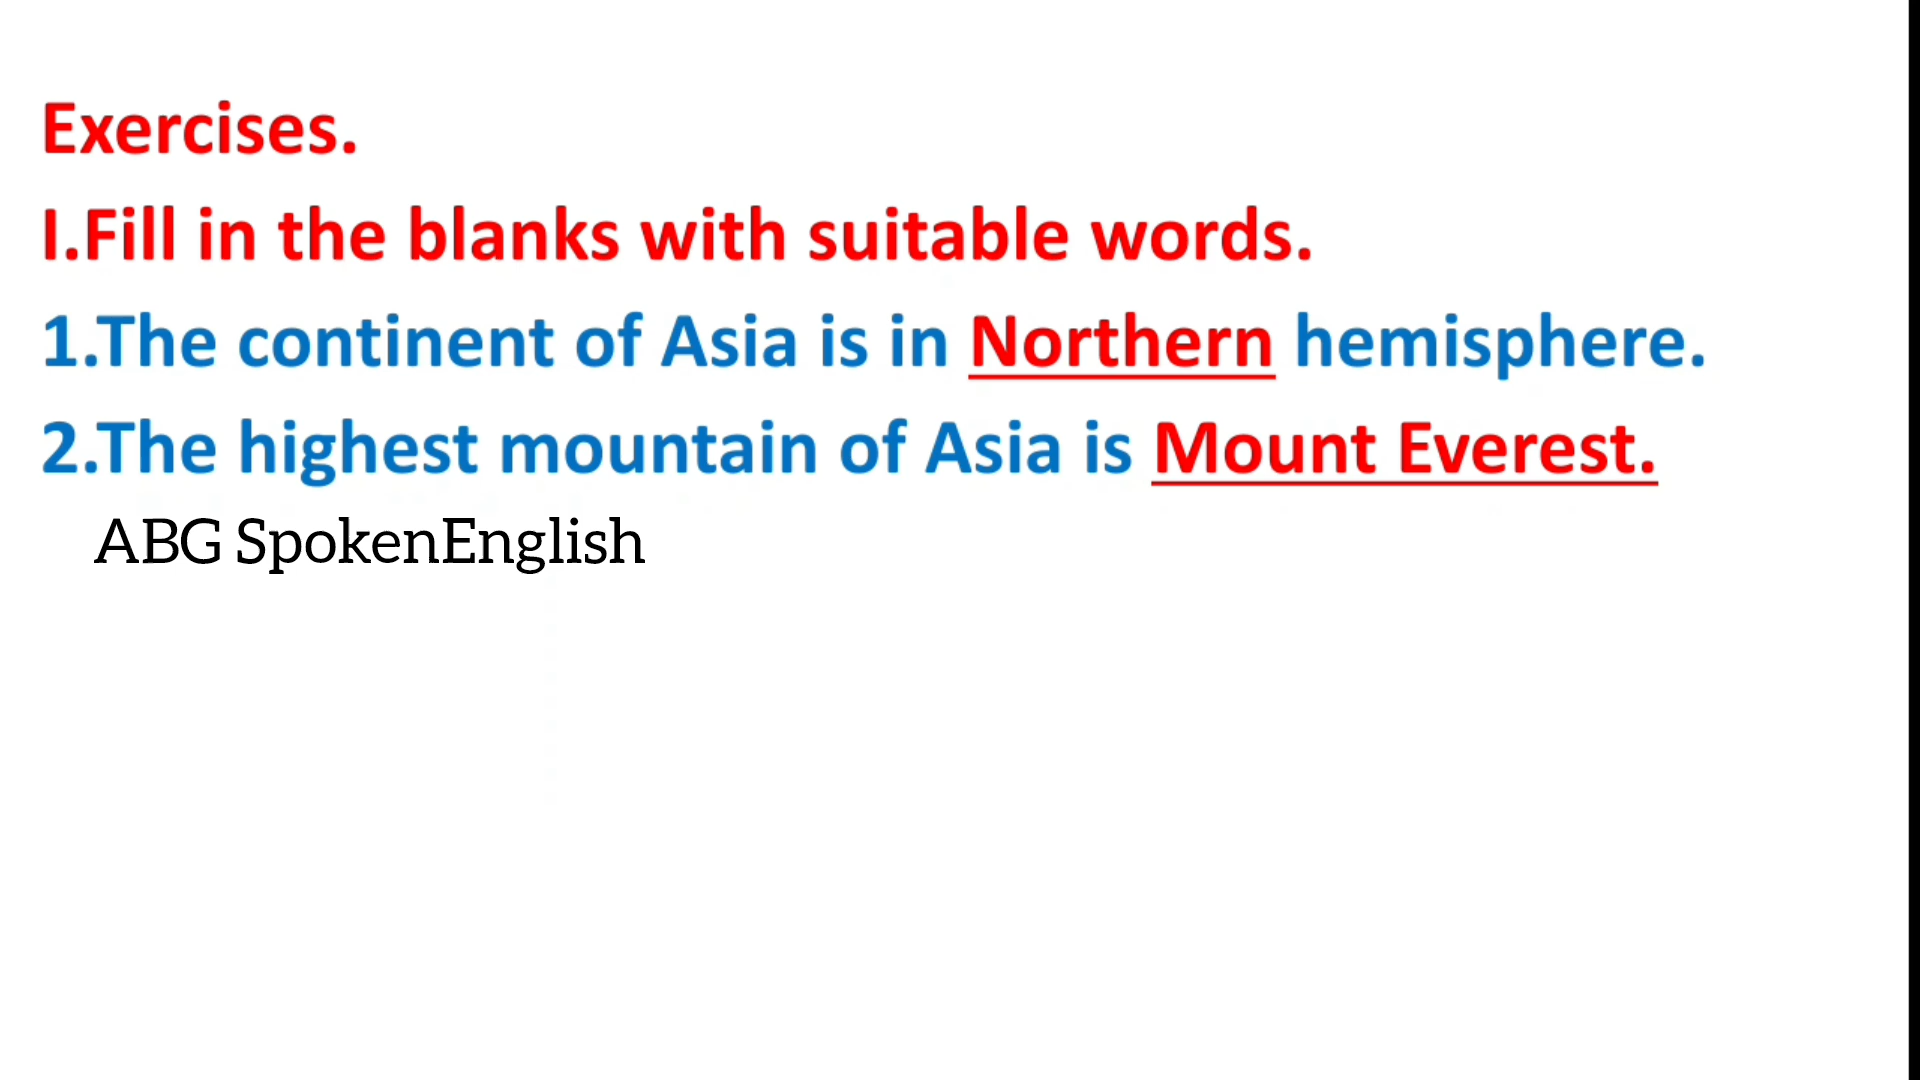 Exercises.
I.Fill in the blanks with suitable words.
1.The continent of Asia is in Northern hemisphere.
2.The highest mountain of Asia is Mount Everest.
ABG SpokenEnglish